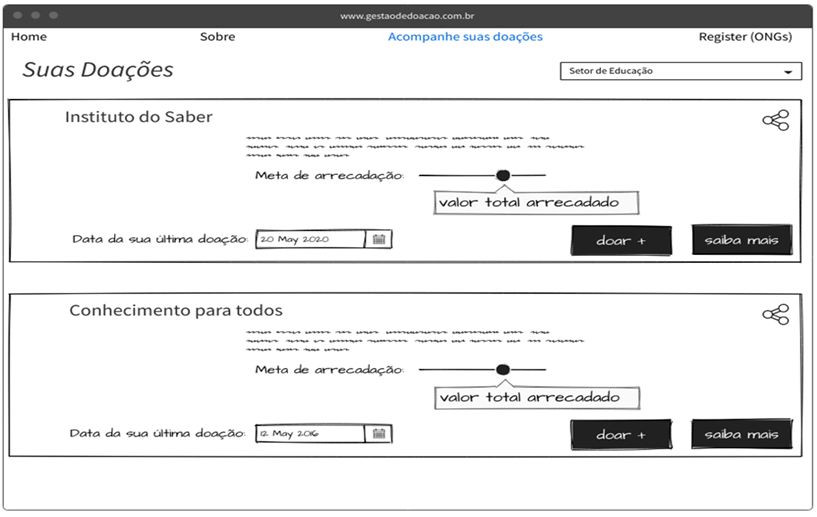 www.gestaodedoacao.com.br
Home Sobre Acompanhe suas doações Register (ONGs)
Suas Doações
Setor de Educação
Instituto do Saber
Meta de arrecadação:
valor total arrecadado
Data da sua última doação: 20 May 2020
doar + saiba mais
Conhecimento para todos
Meta de arrecadação:
valor total arrecadado
Data da sua última doação: 12 May 2016
doar + saiba mais